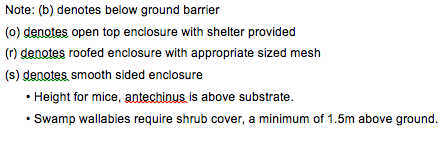 Note: (b) denotes below ground barrier
(o) denotes open top enclosure with shelter provided
(r) denotes roofed enclosure with appropriate sized mesh
(s) denotes smooth sided enclosure
• Height for mice, antechinus is above substrate.
• Swamp wallabies require shrub cover, a minimum of 1.5m above ground.